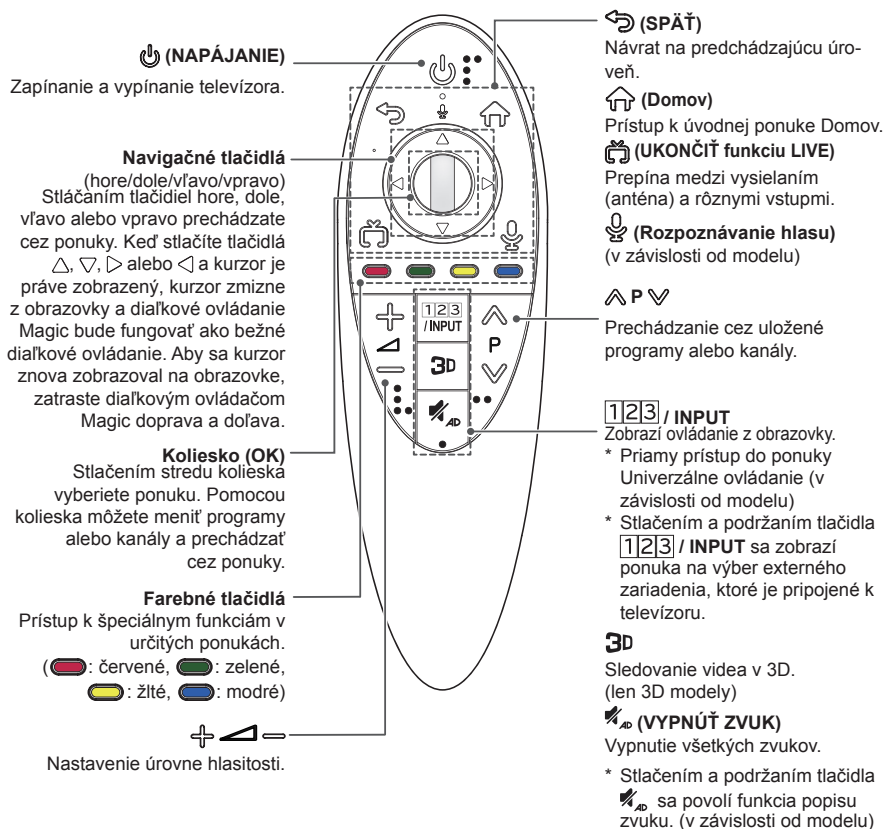 (NAPÁJANIE)
Zapínanie a vypínanie televízora.
Navigačné tlačidlá
(hore/dole/vľavo/vpravo)
Stláčaním tlačidiel hore, dole,
vľavo alebo vpravo prechádzate
cez ponuky. Keď stlačíte tlačidlá
△, ▽, ▷ alebo ◁ a kurzor je
práve zobrazený, kurzor zmizne
z obrazovky a diaľkové ovládanie
Magic bude fungovať ako bežné
diaľkové ovládanie. Aby sa kurzor
znova zobrazoval na obrazovke,
zatraste diaľkovým ovládačom
Magic doprava a doľava.
Koliesko (OK)
Stlačením stredu kolieska
vyberiete ponuku. Pomocou
kolieska môžete meniť programy
alebo kanály a prechádzať
cez ponuky.
Farebné tlačidlá
Prístup k špeciálnym funkciám v
určitých ponukách.
( : červené, : zelené,
: žlté, : modré)
Nastavenie úrovne hlasitosti.
123
/ INPUT
3D
AD
P
(SPÄŤ)
Návrat na predchádzajúcu úro-
veň.
(Domov)
Prístup k úvodnej ponuke Domov.
(UKONČIŤ funkciu LIVE)
Prepína medzi vysielaním
(anténa) a rôznymi vstupmi.
(Rozpoznávanie hlasu)
(v závislosti od modelu)
P
Prechádzanie cez uložené
programy alebo kanály.
123 / INPUT
Zobrazí ovládanie z obrazovky.
* Priamy prístup do ponuky
Univerzálne ovládanie (v
závislosti od modelu)
* Stlačením a podržaním tlačidla
123 / INPUT sa zobrazí
ponuka na výber externého
zariadenia, ktoré je pripojené k
televízoru.
3D
Sledovanie videa v 3D.
(len 3D modely)
AD (VYPNÚŤ ZVUK)
Vypnutie všetkých zvukov.
* Stlačením a podržaním tlačidla
AD sa povolí funkcia popisu
zvuku. (v závislosti od modelu)